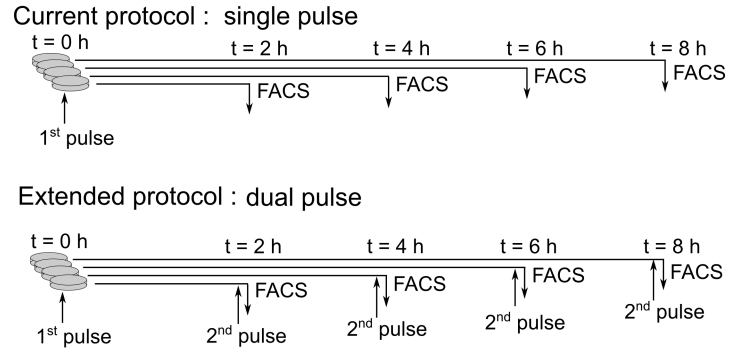 Current protocol : single pulse
t = 0 h t = 2 h t = 4 h t = 6 h t = 8 h
FACS FACS FACS FACS
1st pulse
Extended protocol : dual pulse
t = 0 h t = 2 h t = 4 h t = 6 h t = 8 h
FACS FACS FACS FACS
1st pulse 2nd pulse 2nd pulse 2nd pulse 2nd pulse